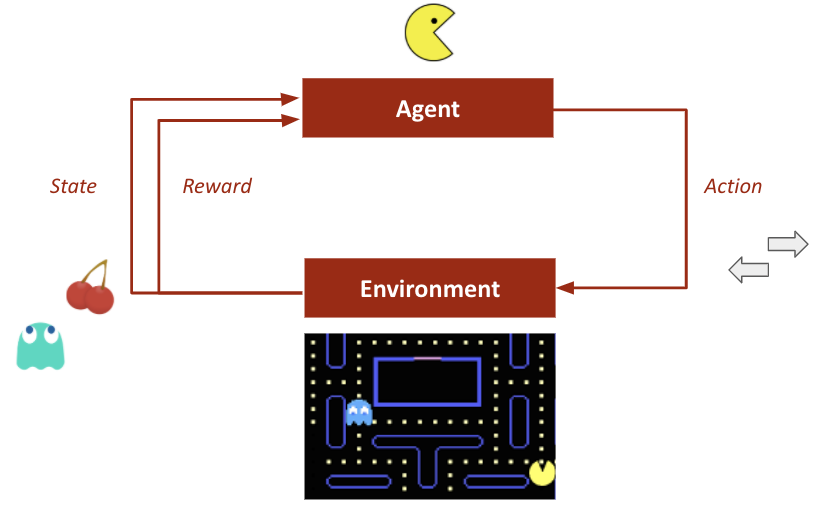 Agent
State
Reward
Action
Environment